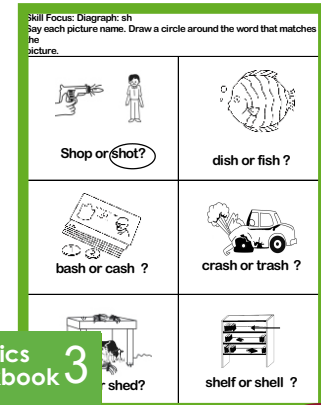 Skill Focus: Diagraph: sh
Say each picture name. Draw a circle around the word that matches
the
picture.
Shop or shot?
dish or fish ?
bash or cash ?
crash or trash ?
r shed?
shelf or shell ?
ics
kbook 3